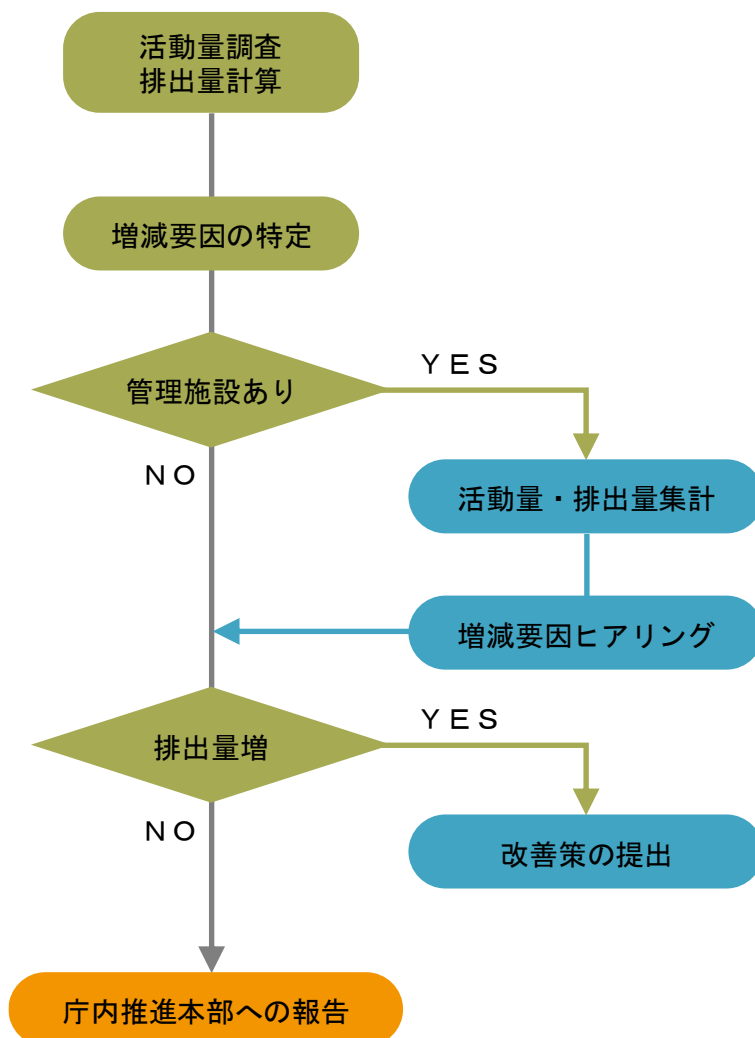 活動量調査
排出量計算
増減要因の特定
管理施設あり
ＹＥＳ
ＮＯ
活動量・排出量集計
増減要因ヒアリング
排出量増
ＹＥＳ
ＮＯ
改善策の提出
庁内推進本部への報告